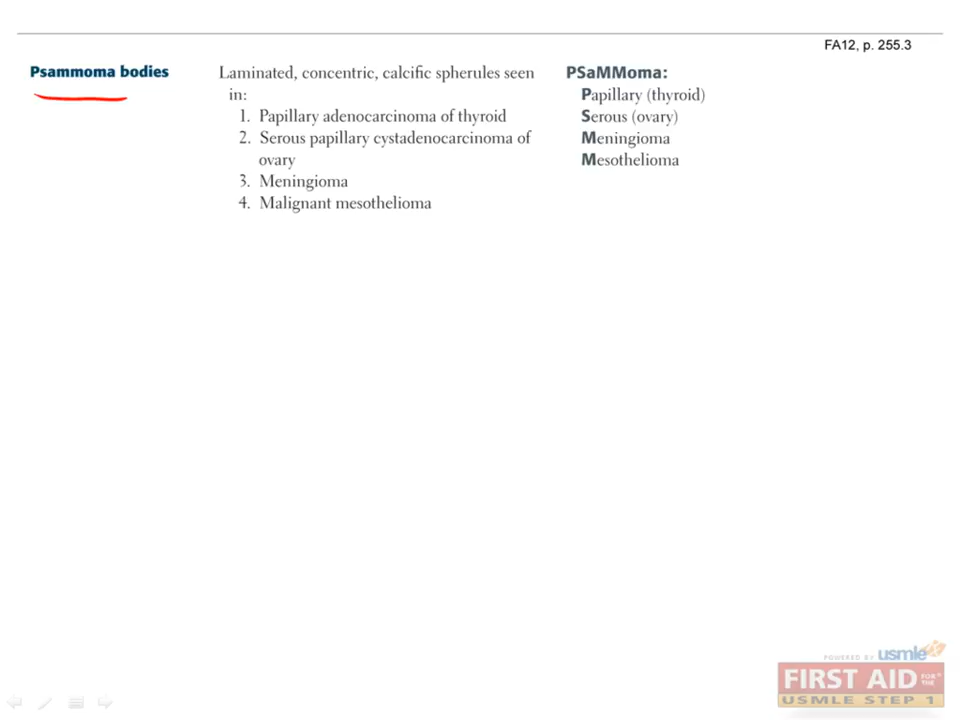 FA12, p. 255.3
Psammoma bodies
Laminated, concentric, calcific spherules seen
in:
1. Papillary adenocarcinoma of thyroid
2. Serous papillary cystadenocarcinoma of
ovary
3. Meningioma
4. Malignant mesothelioma
PSaMMoma:
Papillary (thyroid)
Serous (ovary)
Meningioma
Mesothelioma
POWERED BY usmle
FIRST AID FOR THE
USMLE STEP 1